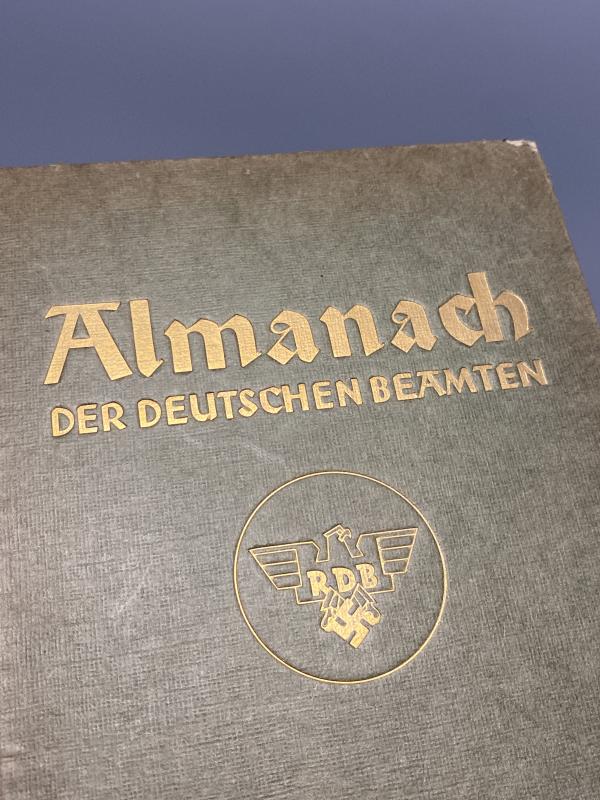 Almanach
DER DEUTSCHEN BEAMTEN
RDB